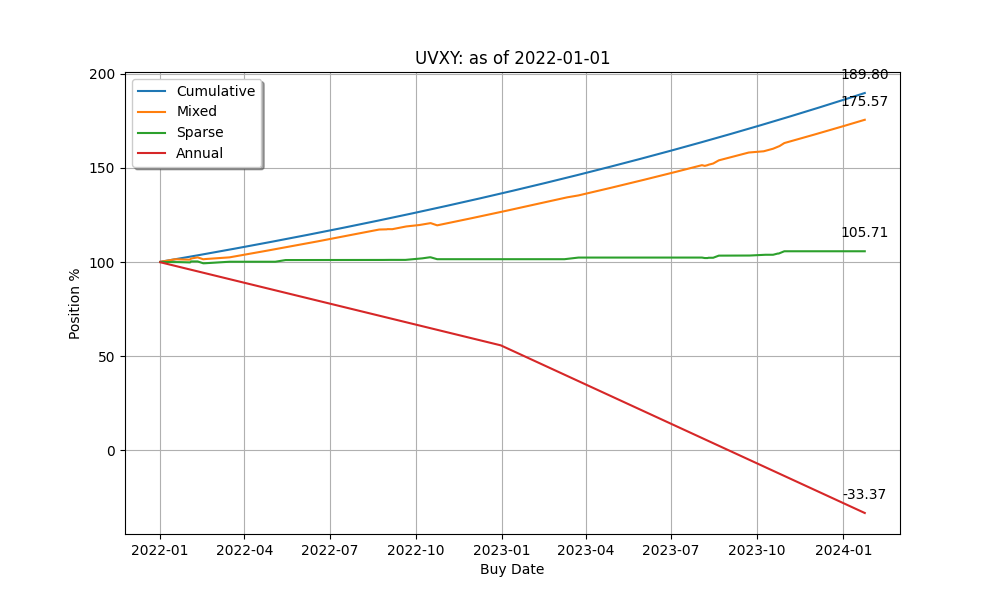 UVXY: as of 2022-01-01
Cumulative
Mixed
Sparse
Annual
189.80
175.57
105.71
-33.37
200
150
100
50
0
Position %
2022-01 2022-04 2022-07 2022-10 2023-01 2023-04 2023-07 2023-10 2024-01
Buy Date